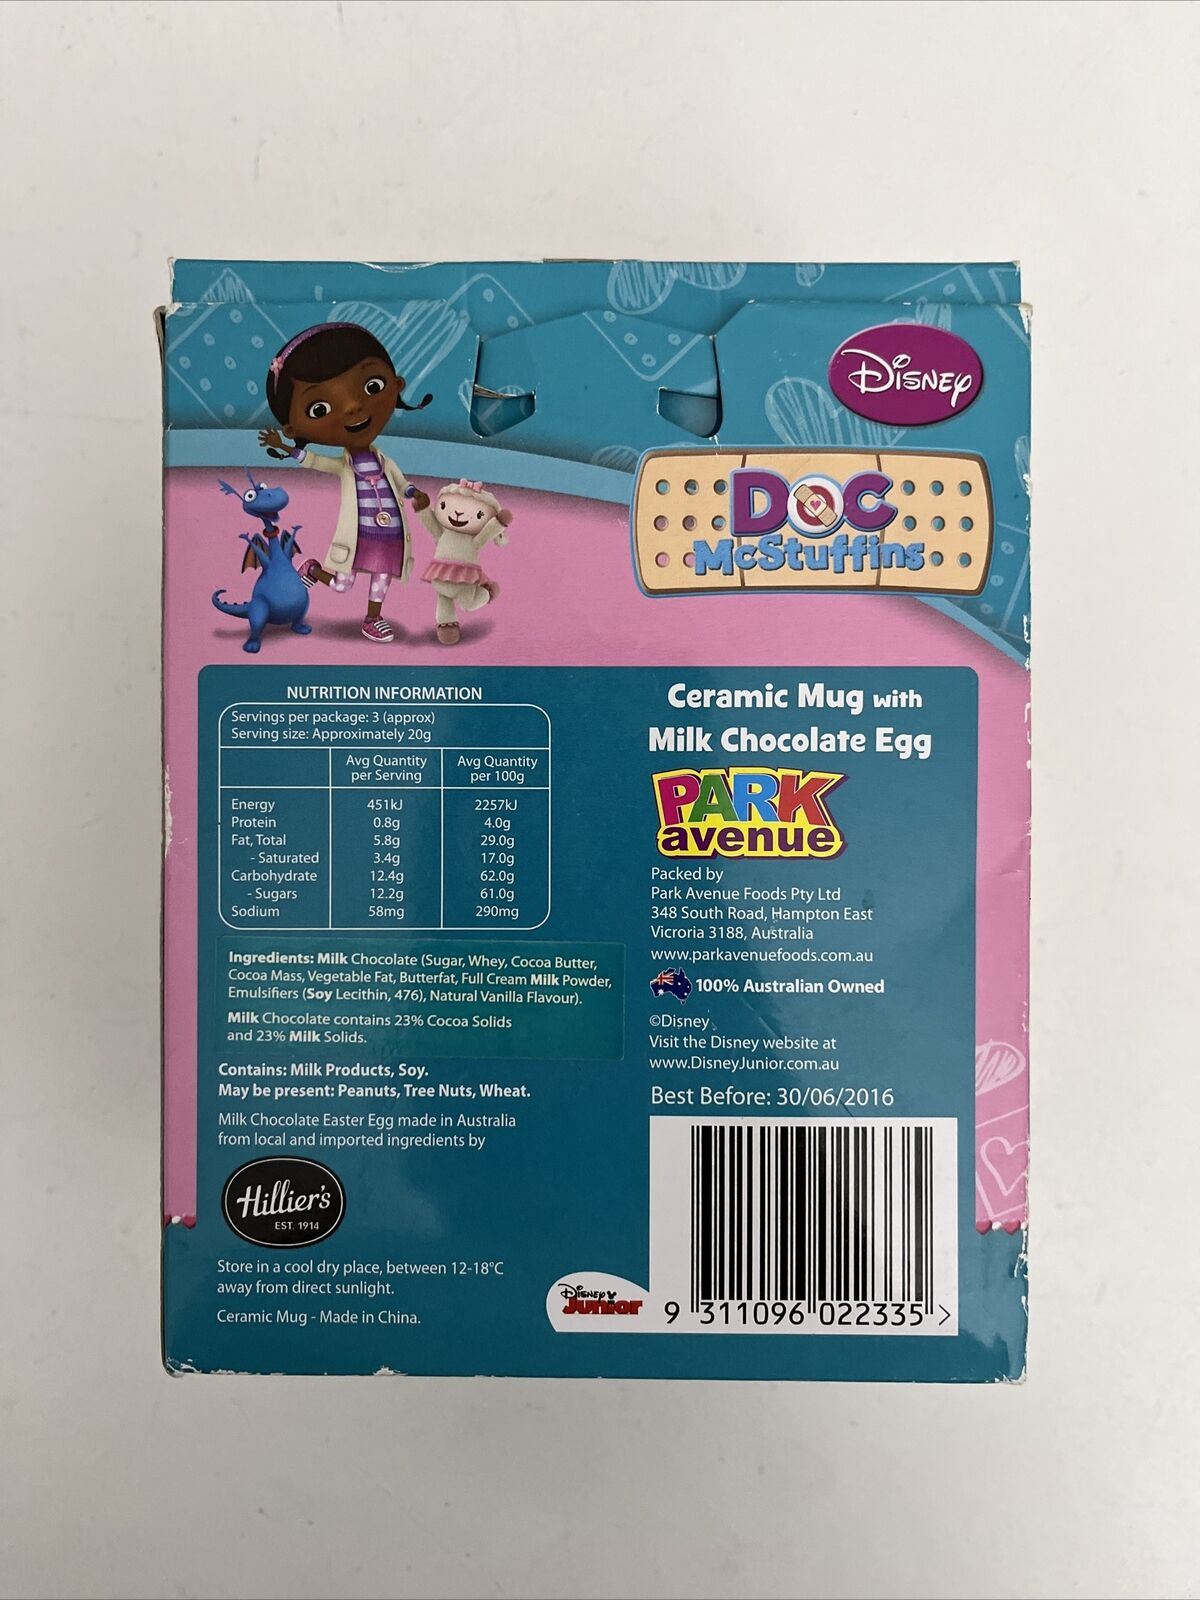 Disney
Doc
McStuffins
NUTRITION INFORMATION
Servings per package: 3 (approx)
Serving size: Approximately 20g
Avg Quantity per Serving Avg Quantity per 100g
Energy 451kJ 2257kJ
Protein 0.8g 4.0g
Fat, Total 5.8g 29.0g
- Saturated 3.4g 17.0g
Carbohydrate 12.4g 62.0g
- Sugars 12.2g 61.0g
Sodium 58mg 290mg
Ingredients: Milk Chocolate (Sugar, Whey, Cocoa Butter,
Cocoa Mass, Vegetable Fat, Butterfat, Full Cream Milk Powder,
Emulsifiers (Soy Lecithin, 476), Natural Vanilla Flavour).
Milk Chocolate contains 23% Cocoa Solids
and 23% Milk Solids.
Contains: Milk Products, Soy.
May be present: Peanuts, Tree Nuts, Wheat.
Milk Chocolate Easter Egg made in Australia
from local and imported ingredients by
Hillier's
EST. 1914
Store in a cool dry place, between 12-18°C
away from direct sunlight.
Ceramic Mug - Made in China.
Ceramic Mug with
Milk Chocolate Egg
PARK
avenue
Packed by
Park Avenue Foods Pty Ltd
348 South Road, Hampton East
Vicroria 3188, Australia
www.parkavenuefoods.com.au
100% Australian Owned
©Disney
Visit the Disney website at
www.DisneyJunior.com.au
Best Before: 30/06/2016
Disney
Junior
9 311096 022335 >